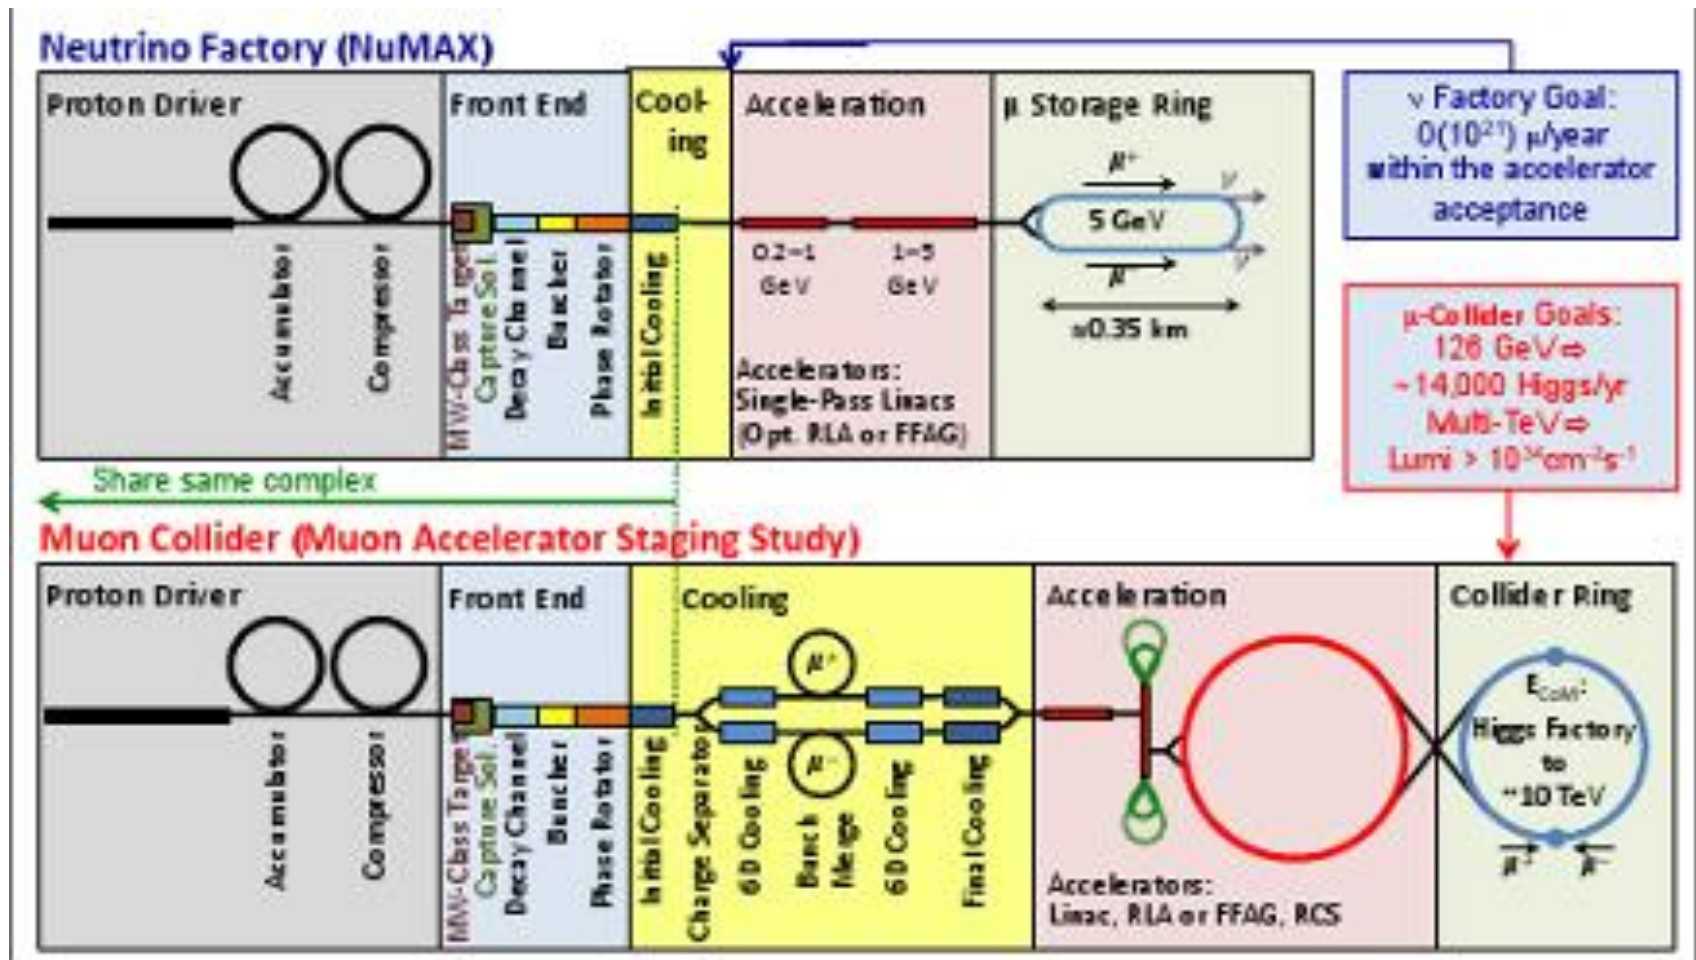 Neutrino Factory (NuMAX)
Proton Driver
Accumulator
Compressor
Front End
MW-Class Target
Capture Sol.
Decay Channel
Buncher
Phase Rotator
Cool-
ing
Initial Cooling
Acceleration
0.2–1
GeV
1–5
GeV
Accelerators:
Single-Pass Linacs
(Opt. RLA or FFAG)
μ Storage Ring
μ+
ν
5 GeV
μ−
ν
≈0.35 km
ν Factory Goal:
O(10²¹) μ/year
within the accelerator
acceptance
μ-Collider Goals:
126 GeV ⇨
~14,000 Higgs/yr
Multi-TeV ⇨
Lumi > 10³⁴cm⁻²s⁻¹
Share same complex
Muon Collider (Muon Accelerator Staging Study)
Proton Driver
Accumulator
Compressor
Front End
MW-Class Target
Capture Sol.
Decay Channel
Buncher
Phase Rotator
Cooling
Initial Cooling
Charge Separator
6D Cooling
μ+
μ−
Bunch
Merge
6D Cooling
Final Cooling
Acceleration
Accelerators:
Linac, RLA or FFAG, RCS
Collider Ring
E_CoM:
Higgs Factory
to
~10 TeV
μ+
μ−